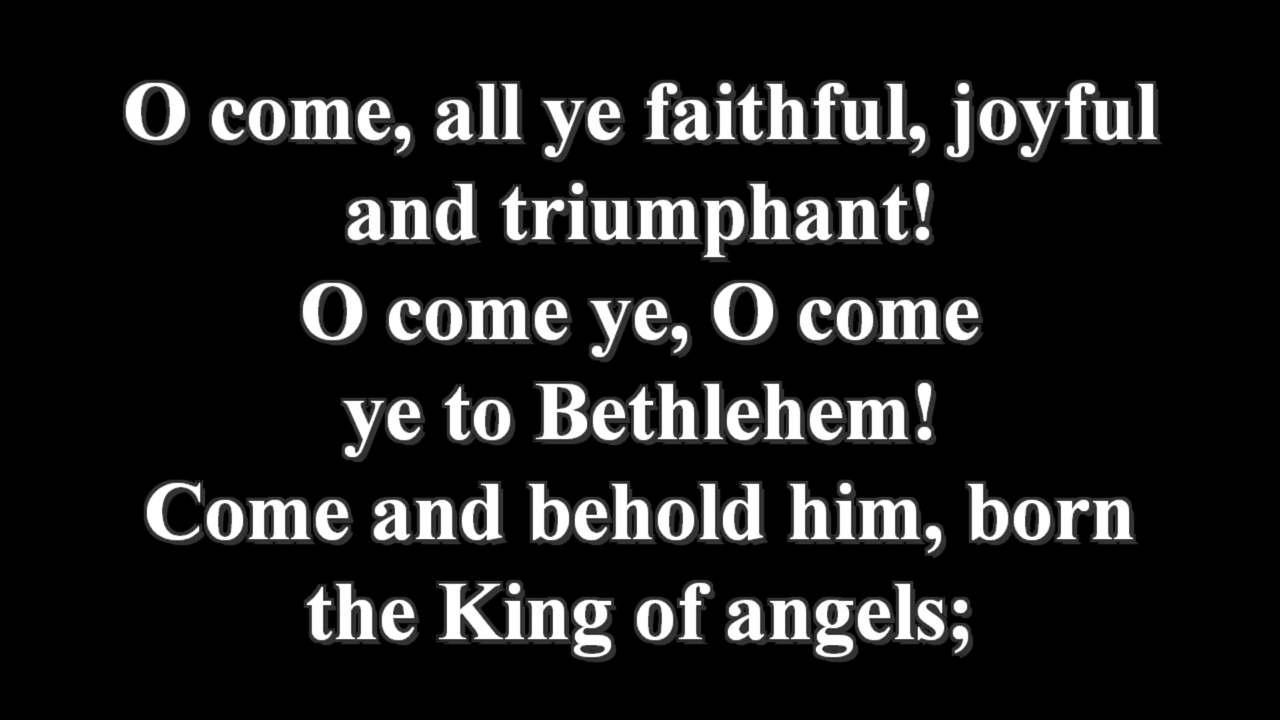 O come, all ye faithful, joyful
and triumphant!
O come ye, O come
ye to Bethlehem!
Come and behold him, born
the King of angels;